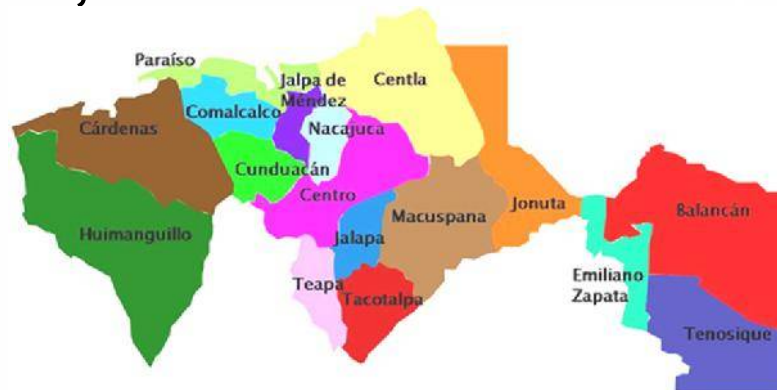 Paraíso
Jalpa de
Méndez
Centla
Comalcalco
Cárdenas
Nacajuca
Cunduacán
Centro
Jonuta
Balancán
Macuspana
Huimanguillo
Jalapa
Teapa
Tacotalpa
Emiliano
Zapata
Tenosique